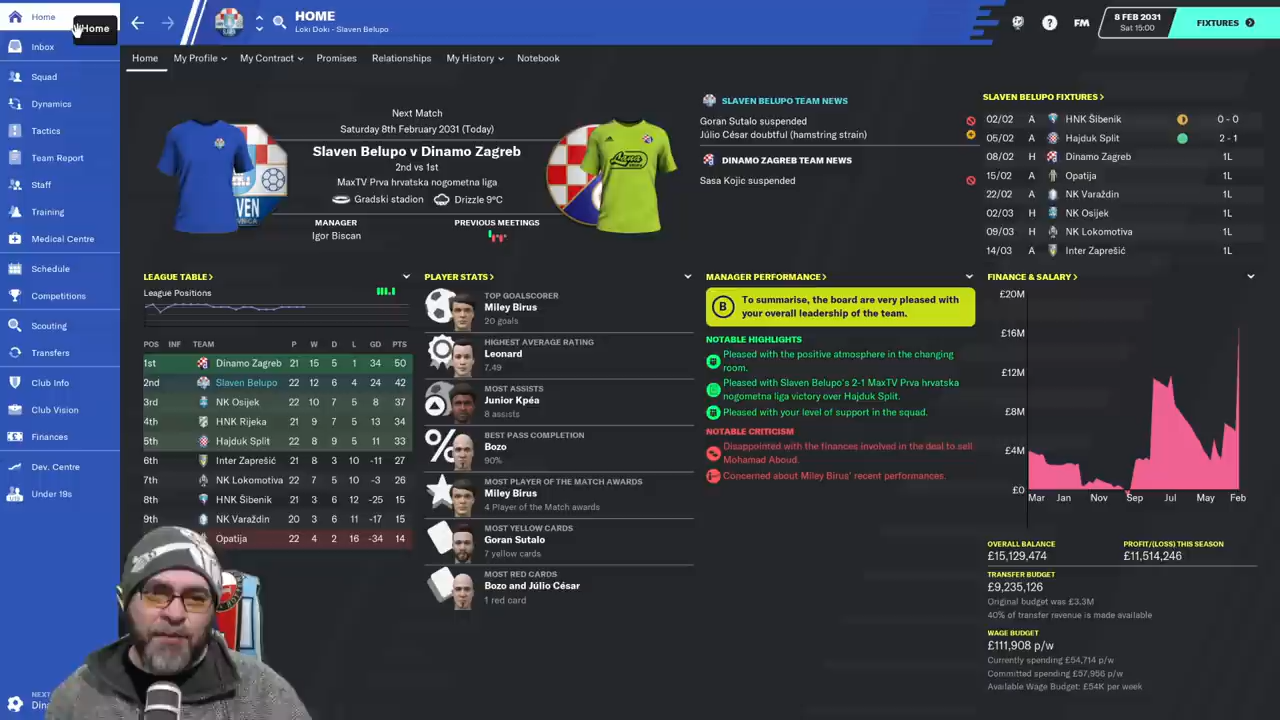 Home
Inbox
Squad
Dynamics
Tactics
Team Report
Staff
Training
Medical Centre
Schedule
Competitions
Scouting
Transfers
Club Info
Club Vision
Finances
Dev. Centre
Under 19s
Home
HOME
Loki Doki - Slaven Belupo
FM
8 FEB 2031
Sat 15:00
FIXTURES
Home
My Profile
My Contract
Promises
Relationships
My History
Notebook
Next Match
Saturday 8th February 2031 (Today)
Slaven Belupo v Dinamo Zagreb
2nd vs 1st
MaxTV Prva hrvatska nogometna liga
Gradski stadion
Drizzle 9°C
MANAGER
Igor Biscan
PREVIOUS MEETINGS
SLAVEN BELUPO TEAM NEWS
Goran Sutalo suspended
Júlio César doubtful (hamstring strain)
DINAMO ZAGREB TEAM NEWS
Sasa Kojic suspended
SLAVEN BELUPO FIXTURES >
02/02 A HNK Šibenik 0 - 0
05/02 A Hajduk Split 2 - 1
08/02 H Dinamo Zagreb 1L
15/02 A Opatija 1L
22/02 A NK Varaždin 1L
02/03 H NK Osijek 1L
09/03 H NK Lokomotiva 1L
14/03 A Inter Zaprešić 1L
LEAGUE TABLE >
League Positions
POS INF TEAM P W D L GD PTS
1st Dinamo Zagreb 21 15 5 1 34 50
2nd Slaven Belupo 22 12 6 4 24 42
3rd NK Osijek 22 10 7 5 8 37
4th HNK Rijeka 21 9 7 5 13 34
5th Hajduk Split 22 8 9 5 11 33
6th Inter Zaprešić 21 8 3 10 -11 27
7th NK Lokomotiva 22 7 5 10 -3 26
8th HNK Šibenik 21 3 6 12 -25 15
9th NK Varaždin 20 3 6 11 -17 15
Opatija 22 4 2 16 -34 14
PLAYER STATS >
TOP GOALSCORER
Miley Birus
20 goals
HIGHEST AVERAGE RATING
Leonard
7.49
MOST ASSISTS
Junior Kpéa
8 assists
BEST PASS COMPLETION
Bozo
90%
MOST PLAYER OF THE MATCH AWARDS
Miley Birus
4 Player of the Match awards
MOST YELLOW CARDS
Goran Sutalo
7 yellow cards
MOST RED CARDS
Bozo and Júlio César
1 red card
MANAGER PERFORMANCE >
B
To summarise, the board are very pleased with
your overall leadership of the team.
NOTABLE HIGHLIGHTS
Pleased with the positive atmosphere in the changing
room.
Pleased with Slaven Belupo's 2-1 MaxTV Prva hrvatska
nogometna liga victory over Hajduk Split.
Pleased with your level of support in the squad.
NOTABLE CRITICISM
Disappointed with the finances involved in the deal to sell
Mohamad Aboud.
Concerned about Miley Birus' recent performances.
FINANCE & SALARY >
£20M
£16M
£12M
£8M
£4M
£0
Mar Jan Nov Sep Jul May Feb
OVERALL BALANCE
£15,129,474
PROFIT/(LOSS) THIS SEASON
£11,514,246
TRANSFER BUDGET
£9,235,126
Original budget was £3.3M
40% of transfer revenue is made available
WAGE BUDGET
£111,908 p/w
Currently spending £54,714 p/w
Committed spending £57,956 p/w
Available Wage Budget: £54K per week